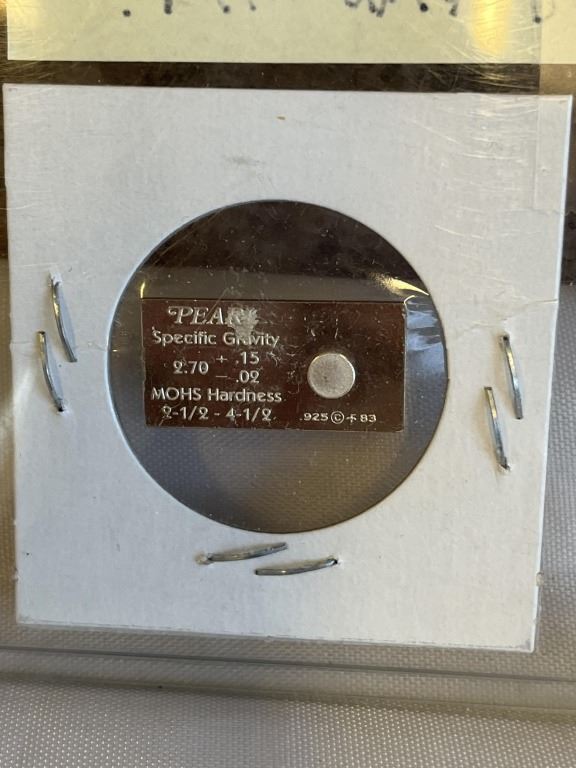 PEARL
Specific Gravity
2.70 + .15
− .02
MOHS Hardness
2-1/2 - 4-1/2
.925 © F 83